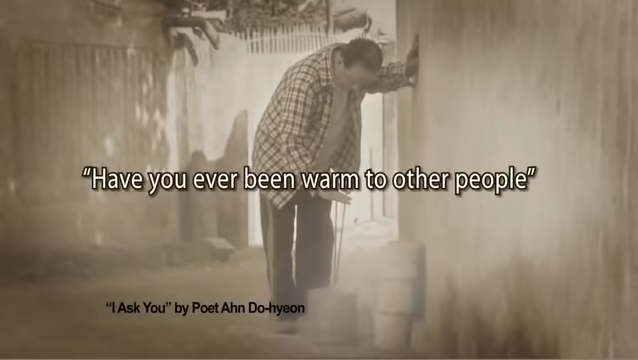 “Have you ever been warm to other people”
“I Ask You” by Poet Ahn Do-hyeon